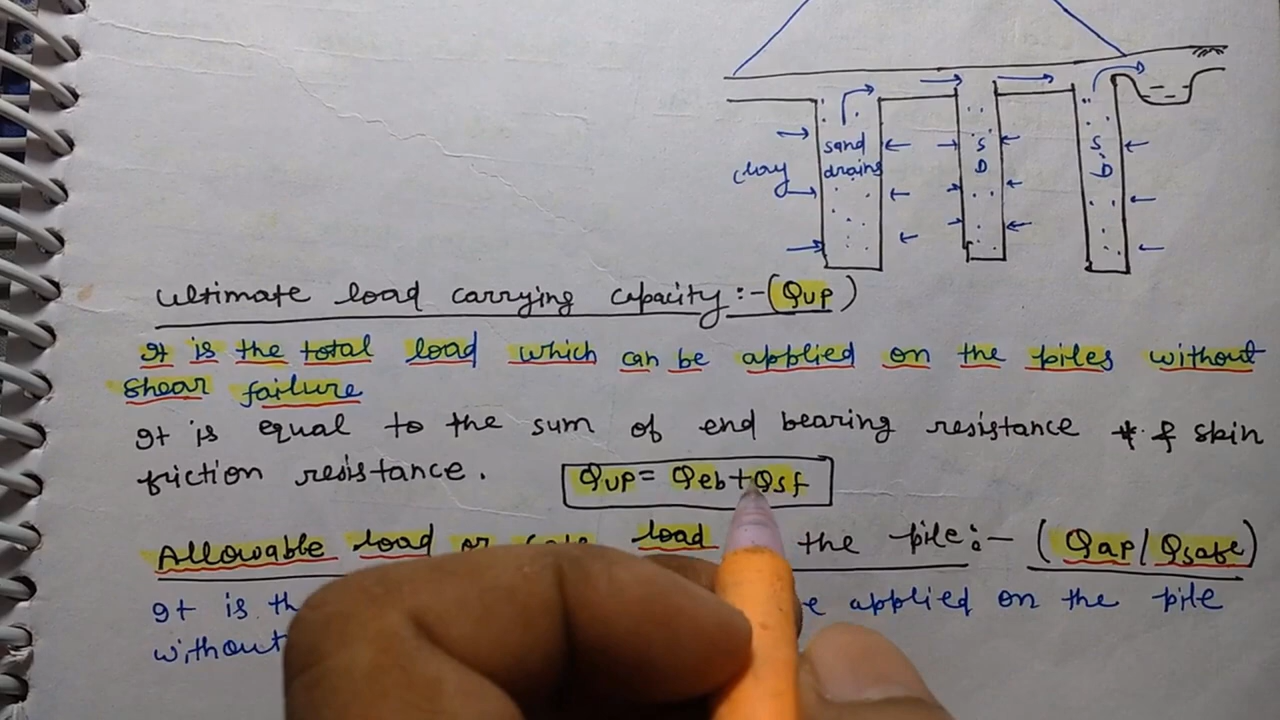 sand
drains
S
D
S
D
clay
Ultimate load carrying capacity :- (Qup)
It is the total load which can be applied on the piles without
shear failure
It is equal to the sum of end bearing resistance & skin
friction resistance. Qup = Qeb + Qsf
Allowable load or load the pile :- (Qap/Qsafe)
It is applied on the pile
without